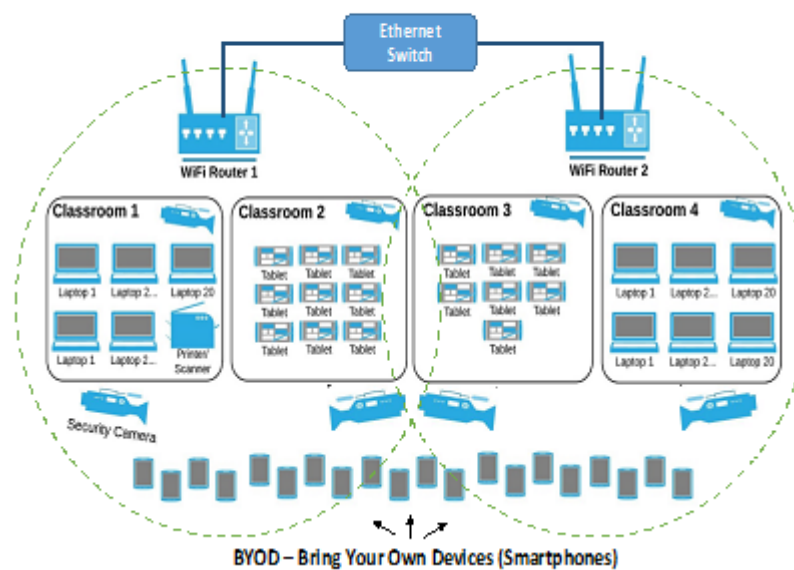 Ethernet
Switch
WiFi Router 1
WiFi Router 2
Classroom 1
Classroom 2
Classroom 3
Classroom 4
Laptop 1 Laptop 2... Laptop 20
Tablet Tablet Tablet
Tablet Tablet Tablet
Laptop 1 Laptop 2... Laptop 20
Tablet Tablet Tablet
Tablet Tablet Tablet
Laptop 1 Laptop 2... Printer/
Scanner
Tablet Tablet Tablet
Tablet
Laptop 1 Laptop 2... Laptop 20
Security Camera
BYOD – Bring Your Own Devices (Smartphones)